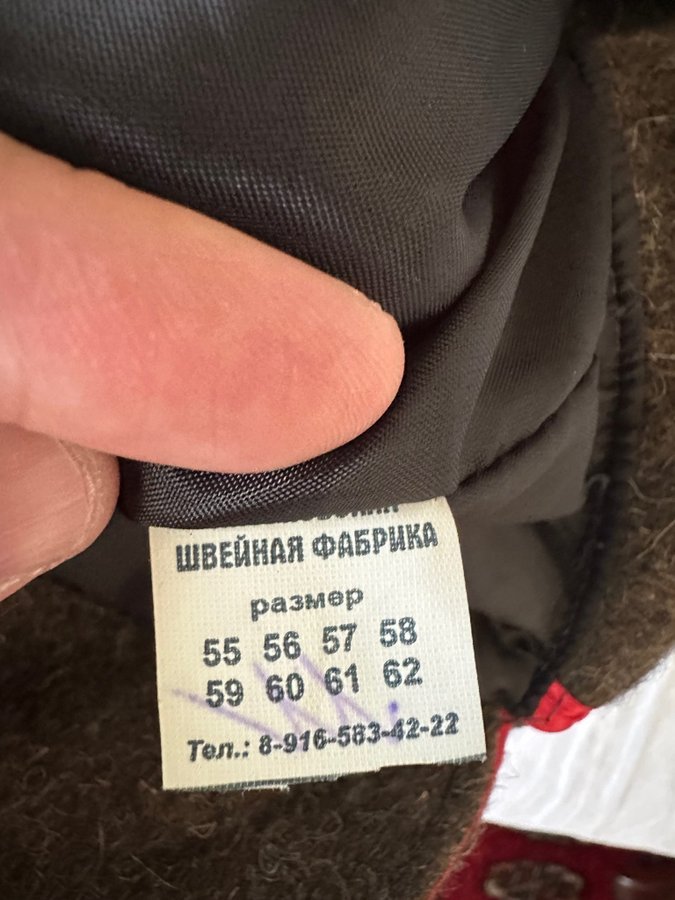 ШВЕЙНАЯ ФАБРИКА
размер
55 56 57 58
59 60 61 62
Тел.: 8-916-583-42-22